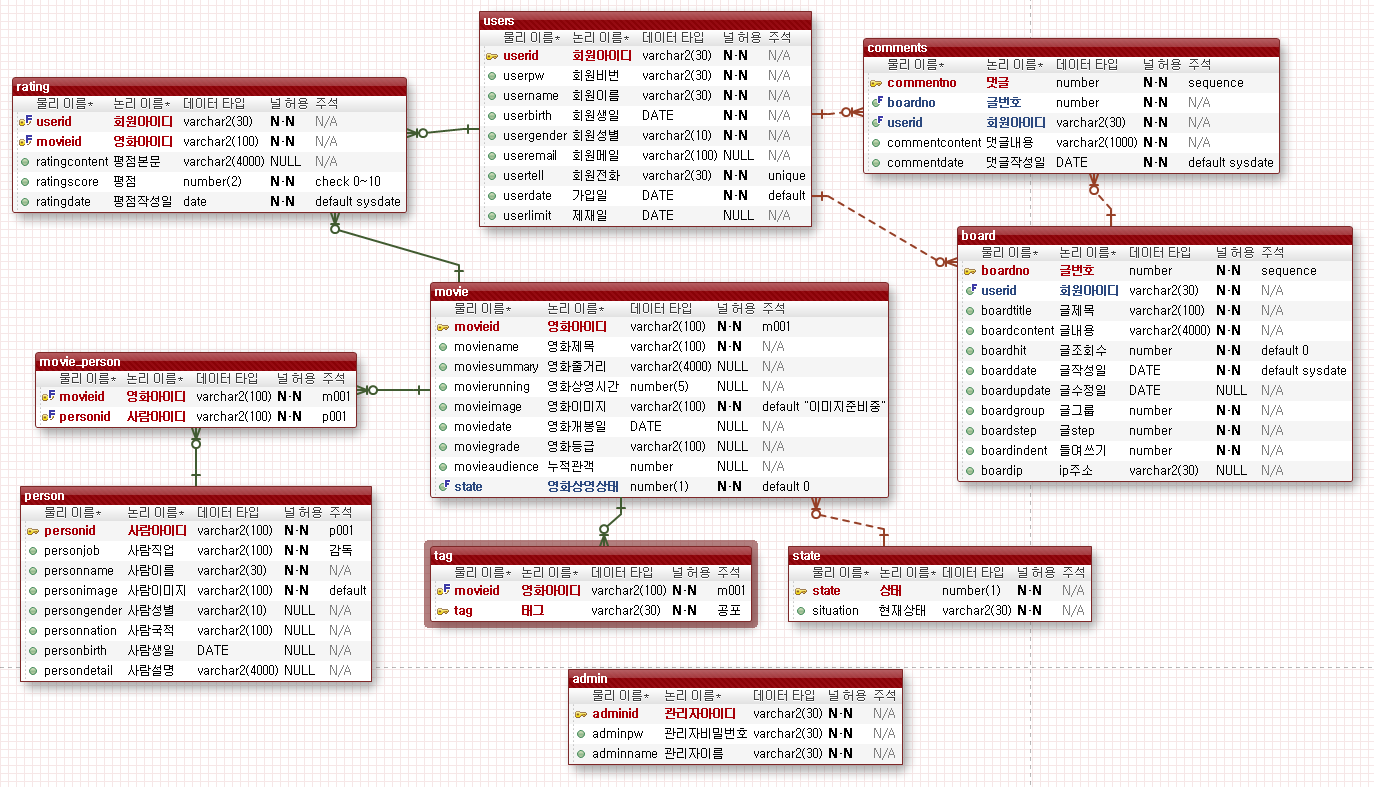 users
물리 이름* 논리 이름* 데이터 타입 널 허용 주석
userid 회원아이디 varchar2(30) N-N N/A
userpw 회원비번 varchar2(30) N-N N/A
username 회원이름 varchar2(30) N-N N/A
userbirth 회원생일 DATE N-N N/A
usergender 회원성별 varchar2(10) N-N N/A
useremail 회원메일 varchar2(100) NULL N/A
usertell 회원전화 varchar2(30) N-N unique
userdate 가입일 DATE N-N default
userlimit 제재일 DATE NULL N/A
comments
물리 이름* 논리 이름* 데이터 타입 널 허용 주석
commentno 댓글 number N-N sequence
boardno 글번호 number N-N N/A
userid 회원아이디 varchar2(30) N-N N/A
commentcontent 댓글내용 varchar2(1000) N-N N/A
commentdate 댓글작성일 DATE N-N default sysdate
rating
물리 이름* 논리 이름* 데이터 타입 널 허용 주석
userid 회원아이디 varchar2(30) N-N N/A
movieid 영화아이디 varchar2(100) N-N N/A
ratingcontent 평점본문 varchar2(4000) NULL N/A
ratingscore 평점 number(2) N-N check 0~10
ratingdate 평점작성일 date N-N default sysdate
board
물리 이름* 논리 이름* 데이터 타입 널 허용 주석
boardno 글번호 number N-N sequence
userid 회원아이디 varchar2(30) N-N N/A
boardtitle 글제목 varchar2(100) N-N N/A
boardcontent 글내용 varchar2(4000) N-N N/A
boardhit 글조회수 number N-N default 0
boarddate 글작성일 DATE N-N default sysdate
boardupdate 글수정일 DATE NULL N/A
boardgroup 글그룹 number N-N N/A
boardstep 글step number N-N N/A
boardindent 들여쓰기 number N-N N/A
boardip ip주소 varchar2(30) NULL N/A
movie
물리 이름* 논리 이름* 데이터 타입 널 허용 주석
movieid 영화아이디 varchar2(100) N-N m001
moviename 영화제목 varchar2(100) N-N N/A
moviesummary 영화줄거리 varchar2(4000) NULL N/A
movierunning 영화상영시간 number(5) NULL N/A
movieimage 영화이미지 varchar2(100) N-N default "이미지준비중"
moviedate 영화개봉일 DATE NULL N/A
moviegrade 영화등급 varchar2(100) NULL N/A
movieaudience 누적관객 number NULL N/A
state 영화상영상태 number(1) N-N default 0
movie_person
물리 이름* 논리 이름* 데이터 타입 널 허용 주석
movieid 영화아이디 varchar2(100) N-N m001
personid 사람아이디 varchar2(100) N-N p001
person
물리 이름* 논리 이름* 데이터 타입 널 허용 주석
personid 사람아이디 varchar2(100) N-N p001
personjob 사람직업 varchar2(100) N-N 감독
personname 사람이름 varchar2(30) N-N N/A
personimage 사람이미지 varchar2(100) N-N default
persongender 사람성별 varchar2(10) NULL N/A
personnation 사람국적 varchar2(100) NULL N/A
personbirth 사람생일 DATE NULL N/A
persondetail 사람설명 varchar2(4000) NULL N/A
tag
물리 이름* 논리 이름* 데이터 타입 널 허용 주석
movieid 영화아이디 varchar2(100) N-N m001
tag 태그 varchar2(30) N-N 공포
state
물리 이름* 논리 이름* 데이터 타입 널 허용 주석
state 상태 number(1) N-N N/A
situation 현재상태 varchar2(30) N-N N/A
admin
물리 이름* 논리 이름* 데이터 타입 널 허용 주석
adminid 관리자아이디 varchar2(30) N-N N/A
adminpw 관리자비밀번호 varchar2(30) N-N N/A
adminname 관리자이름 varchar2(30) N-N N/A